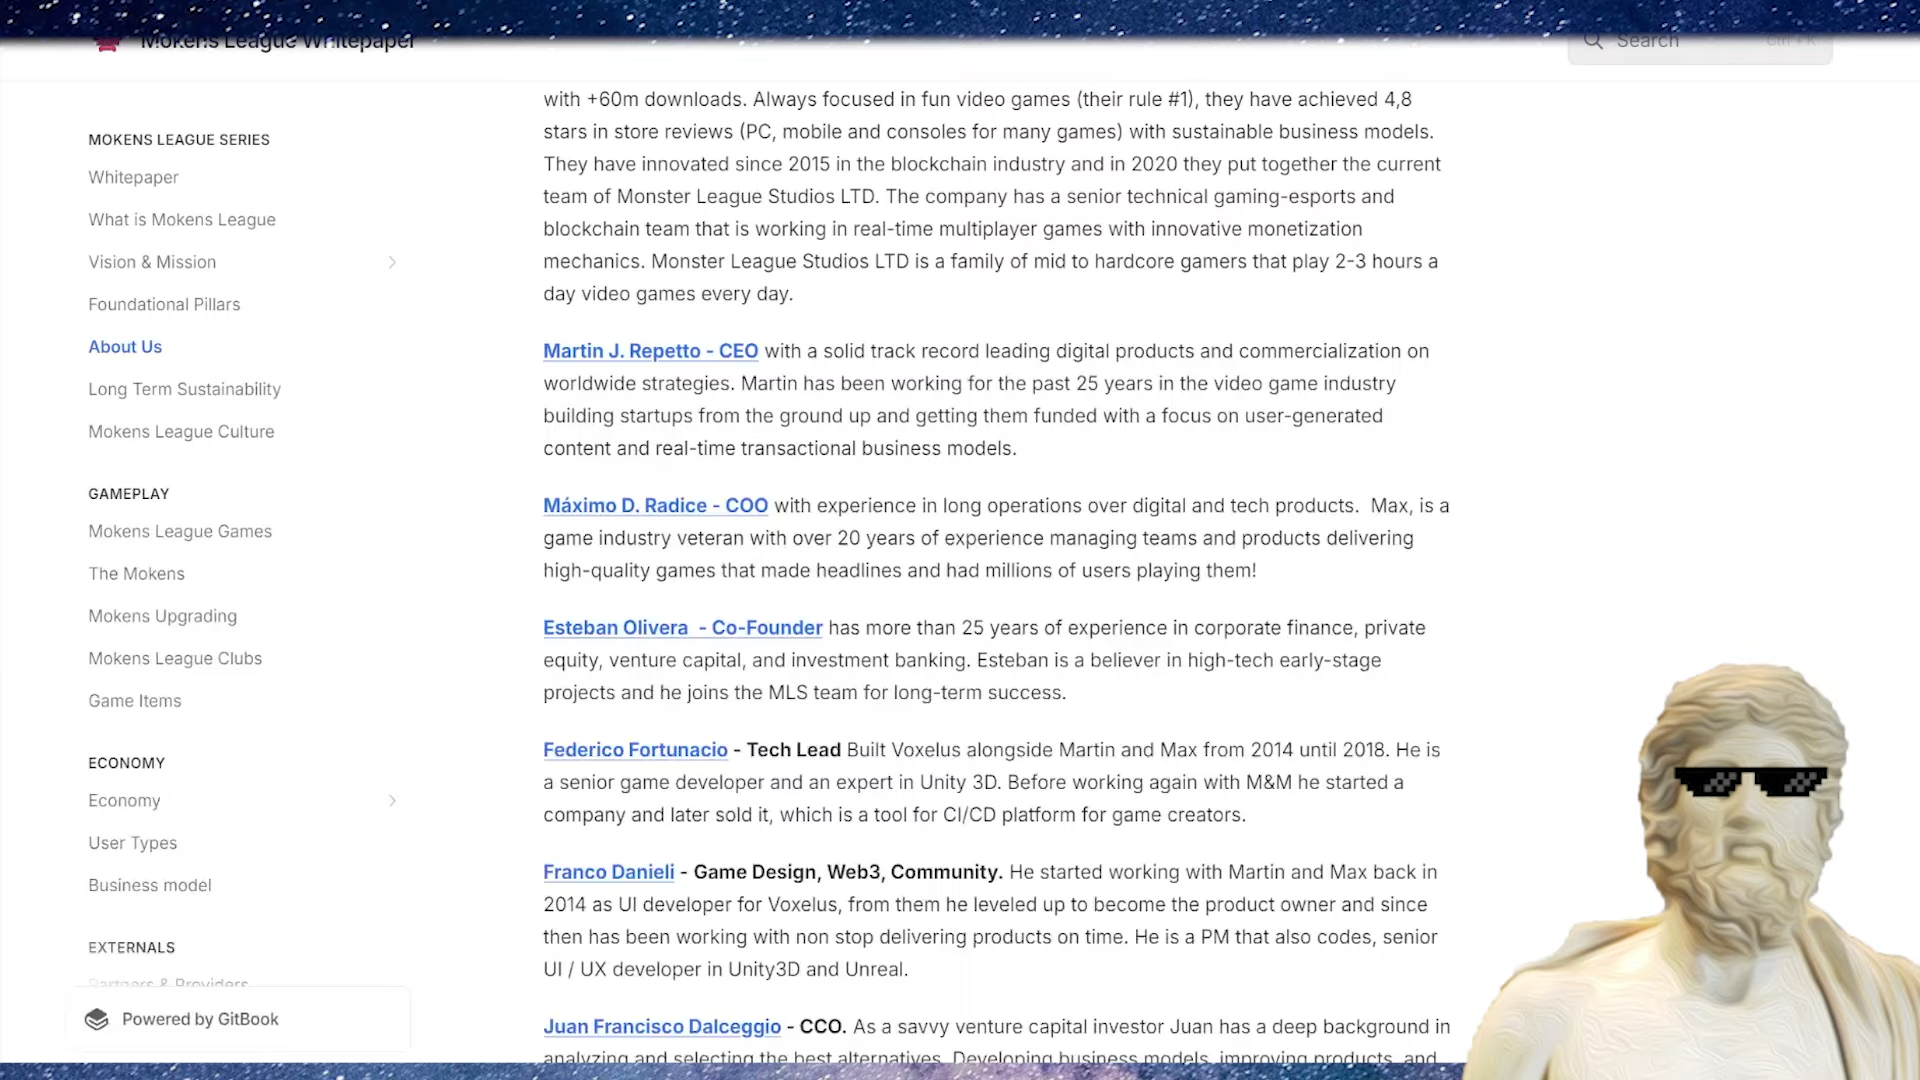 Mokens League Whitepaper
Search
Ctrl + K
MOKENS LEAGUE SERIES
Whitepaper
What is Mokens League
Vision & Mission
Foundational Pillars
About Us
Long Term Sustainability
Mokens League Culture
GAMEPLAY
Mokens League Games
The Mokens
Mokens Upgrading
Mokens League Clubs
Game Items
ECONOMY
Economy
User Types
Business model
EXTERNALS
Partners & Providers
Powered by GitBook
with +60m downloads. Always focused in fun video games (their rule #1), they have achieved 4,8
stars in store reviews (PC, mobile and consoles for many games) with sustainable business models.
They have innovated since 2015 in the blockchain industry and in 2020 they put together the current
team of Monster League Studios LTD. The company has a senior technical gaming-esports and
blockchain team that is working in real-time multiplayer games with innovative monetization
mechanics. Monster League Studios LTD is a family of mid to hardcore gamers that play 2-3 hours a
day video games every day.
Martin J. Repetto - CEO with a solid track record leading digital products and commercialization on
worldwide strategies. Martin has been working for the past 25 years in the video game industry
building startups from the ground up and getting them funded with a focus on user-generated
content and real-time transactional business models.
Máximo D. Radice - COO with experience in long operations over digital and tech products. Max, is a
game industry veteran with over 20 years of experience managing teams and products delivering
high-quality games that made headlines and had millions of users playing them!
Esteban Olivera - Co-Founder has more than 25 years of experience in corporate finance, private
equity, venture capital, and investment banking. Esteban is a believer in high-tech early-stage
projects and he joins the MLS team for long-term success.
Federico Fortunacio - Tech Lead Built Voxelus alongside Martin and Max from 2014 until 2018. He is
a senior game developer and an expert in Unity 3D. Before working again with M&M he started a
company and later sold it, which is a tool for CI/CD platform for game creators.
Franco Danieli - Game Design, Web3, Community. He started working with Martin and Max back in
2014 as UI developer for Voxelus, from them he leveled up to become the product owner and since
then has been working with non stop delivering products on time. He is a PM that also codes, senior
UI / UX developer in Unity3D and Unreal.
Juan Francisco Dalceggio - CCO. As a savvy venture capital investor Juan has a deep background in
analyzing and selecting the best alternatives. Developing business models, improving products, and